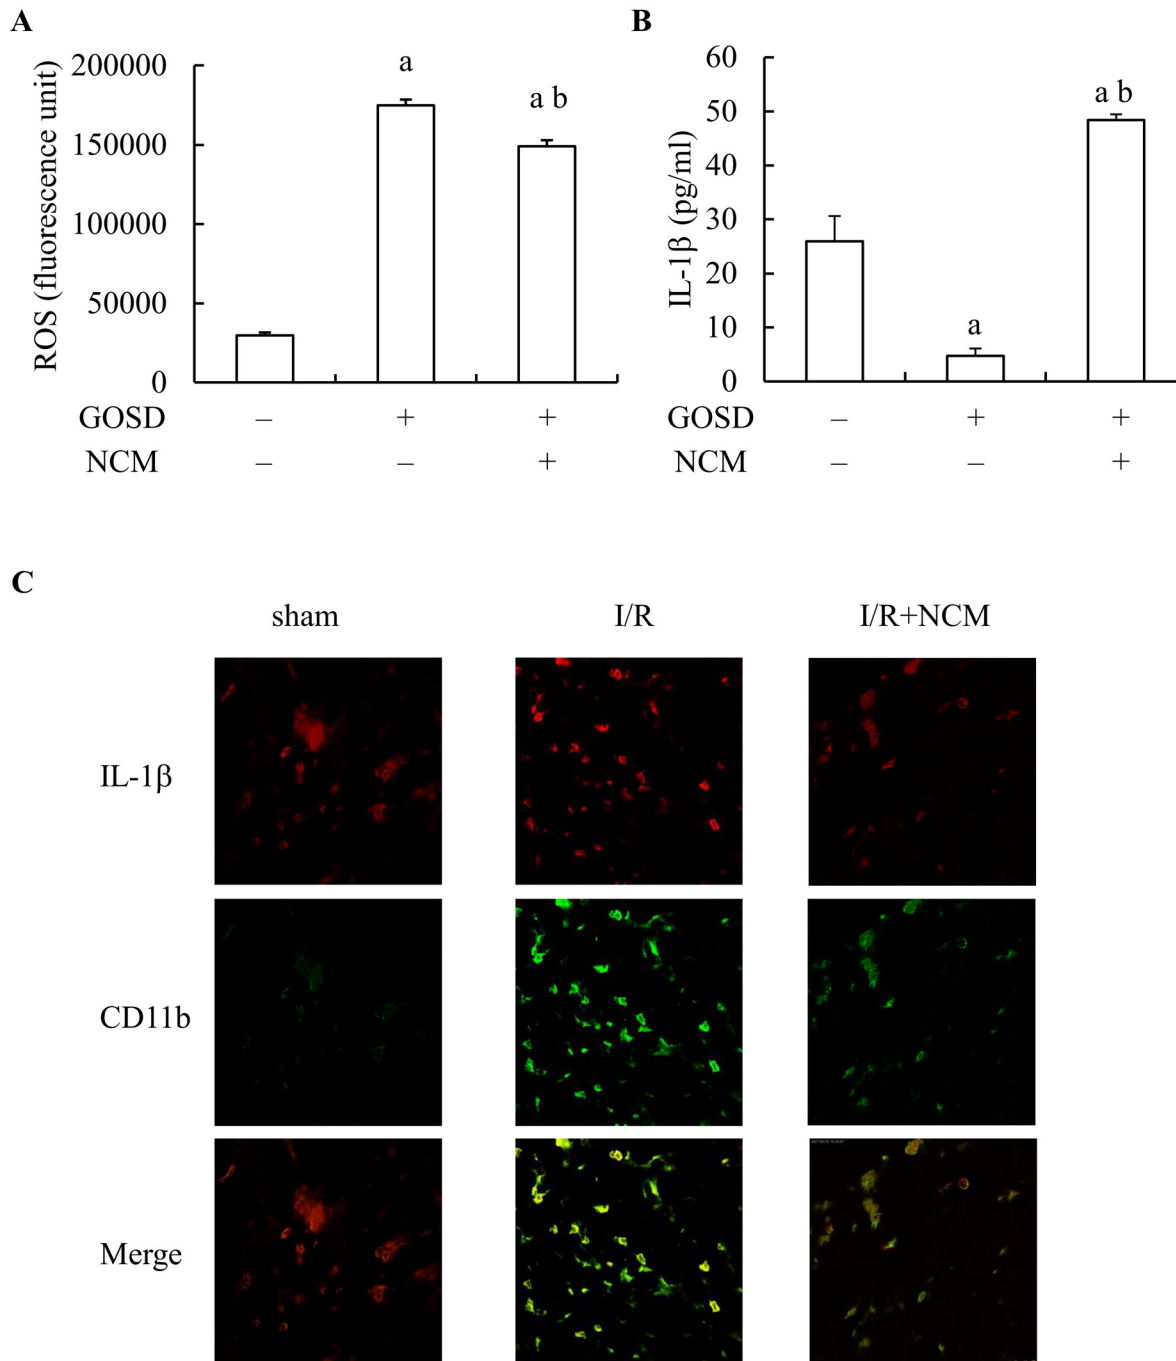 A
ROS (fluorescence unit)
200000
150000
100000
50000
0
a
a b
GOSD – + +
NCM – – +
B
IL-1β (pg/ml)
60
50
40
30
20
10
0
a
a b
GOSD – + +
NCM – – +
C
sham I/R I/R+NCM
IL-1β
CD11b
Merge